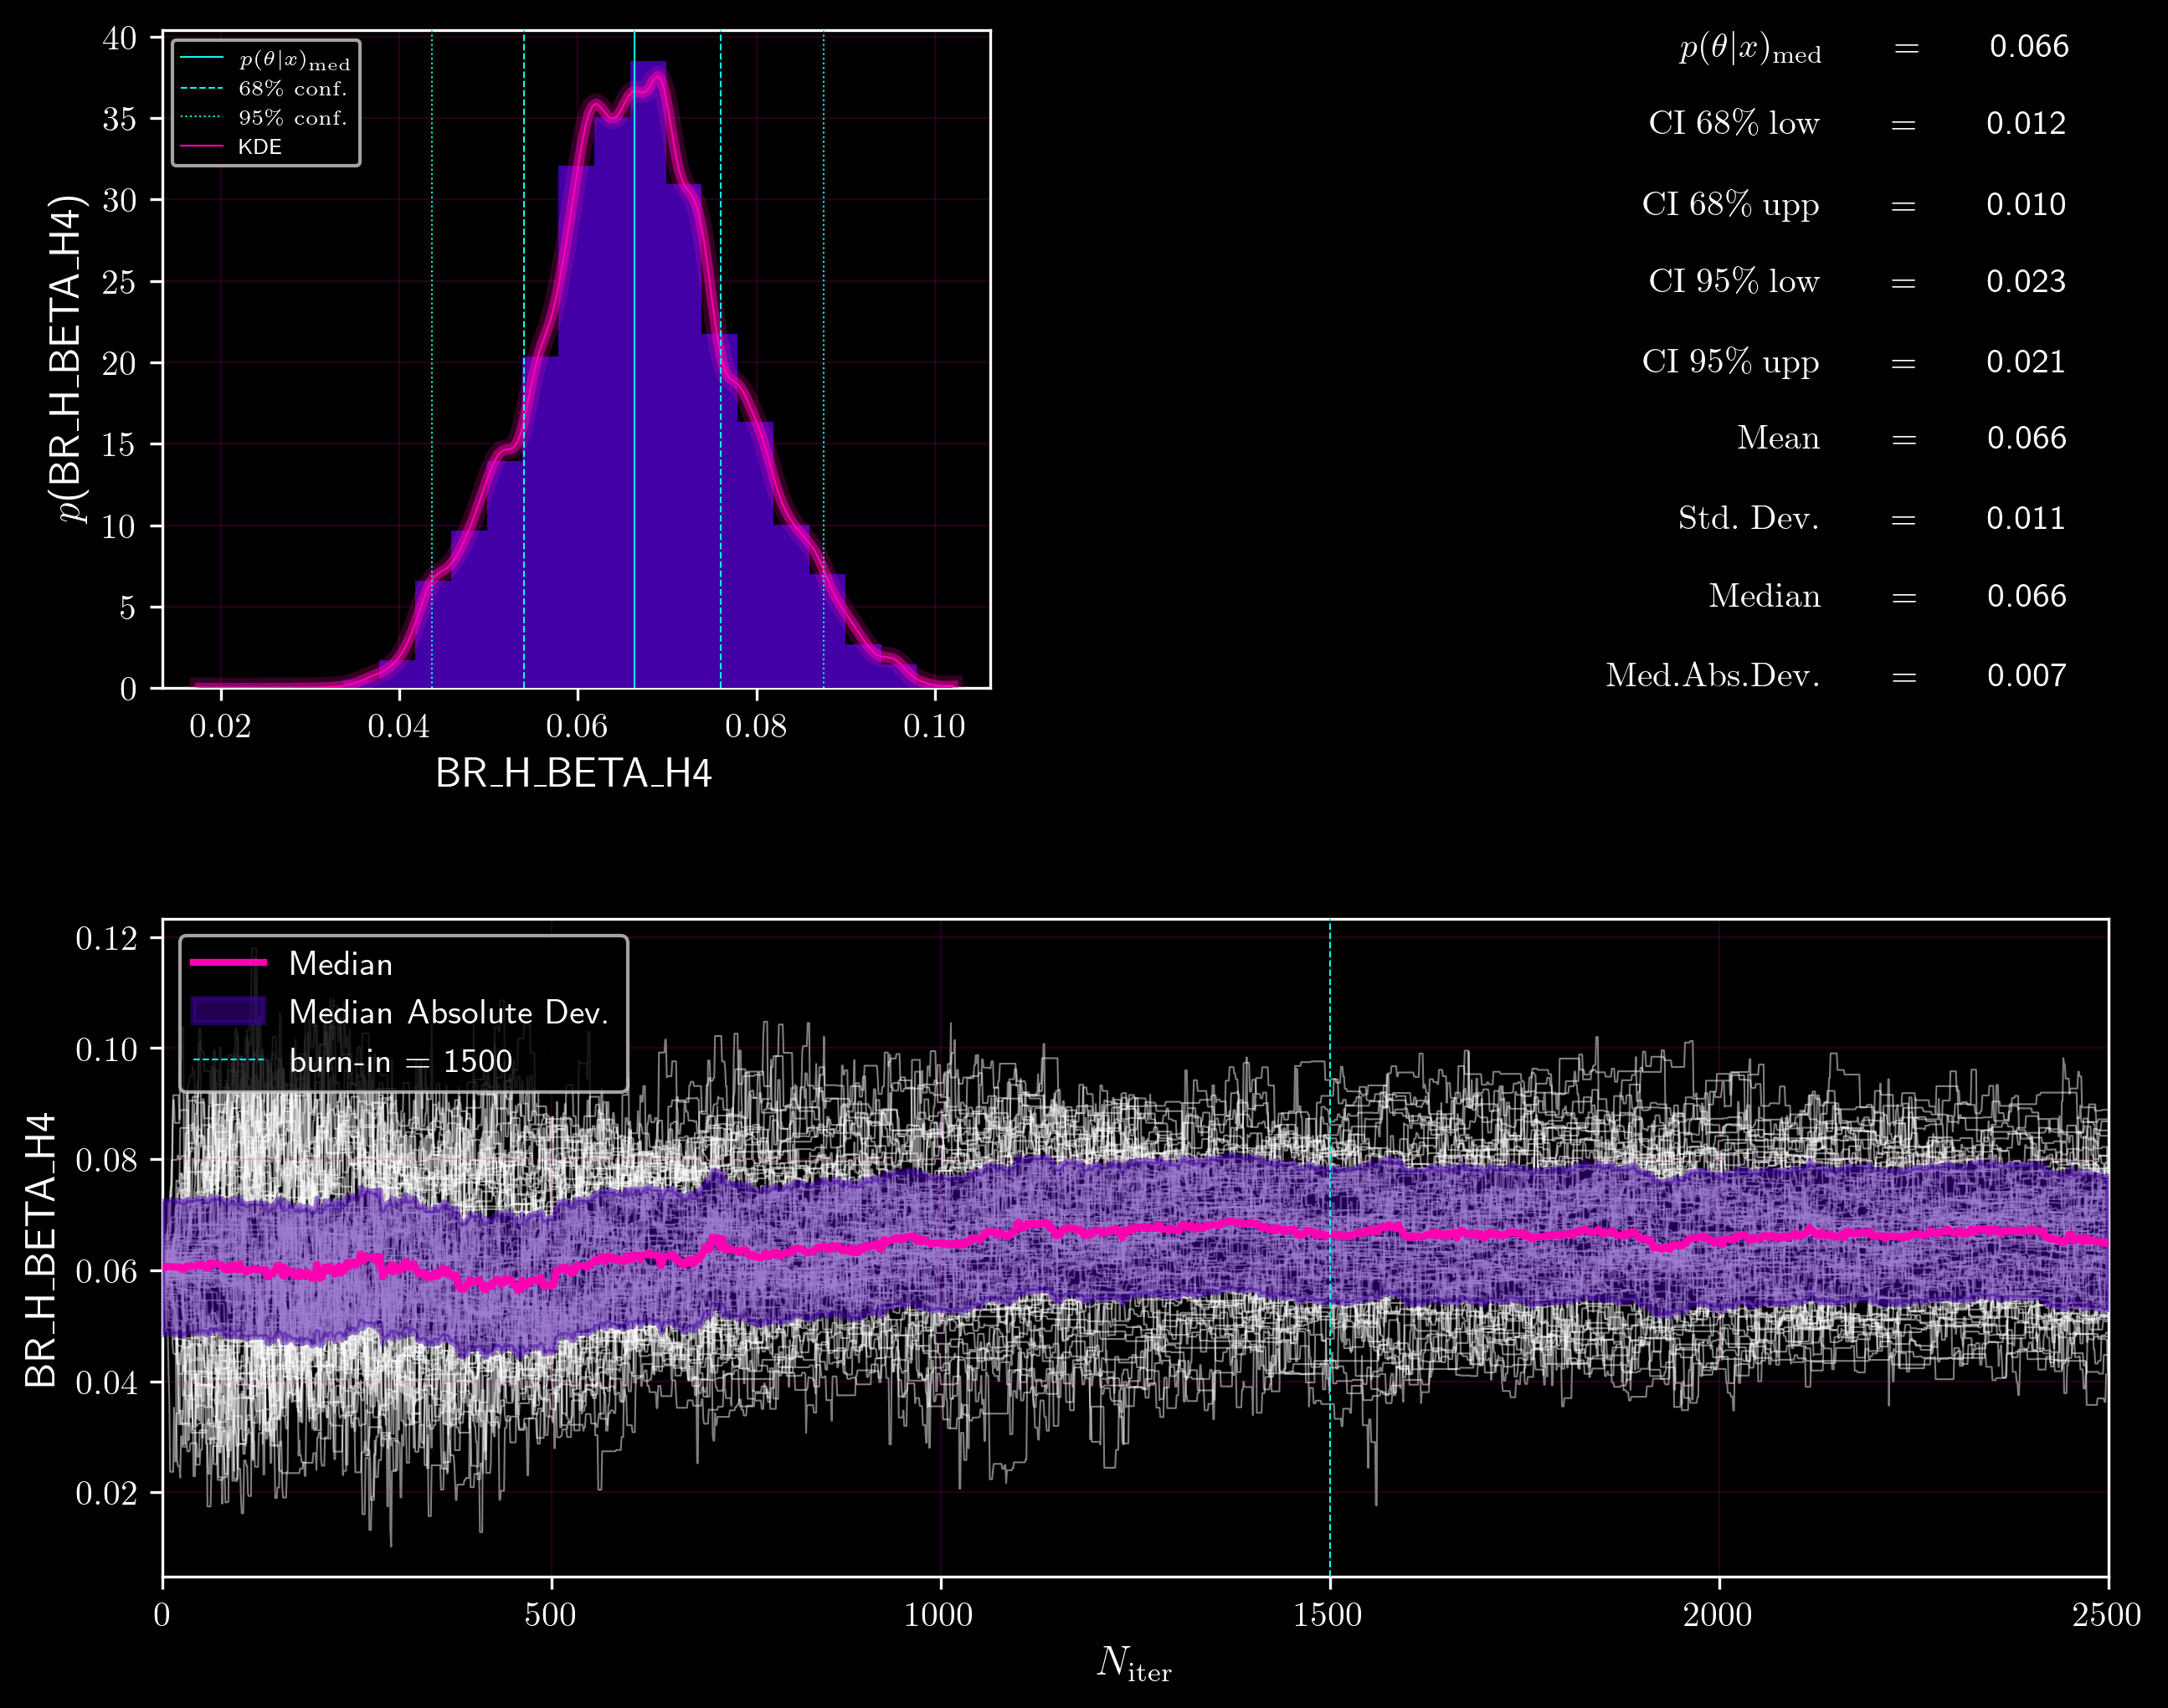 40
35
30
25
20
15
10
5
0
p(BR_H_BETA_H4)
p(θ|x)med
68% conf.
95% conf.
KDE
0.02 0.04 0.06 0.08 0.10
BR_H_BETA_H4
p(θ|x)med = 0.066
CI 68% low = 0.012
CI 68% upp = 0.010
CI 95% low = 0.023
CI 95% upp = 0.021
Mean = 0.066
Std. Dev. = 0.011
Median = 0.066
Med.Abs.Dev. = 0.007
0.12
0.10
0.08
0.06
0.04
0.02
BR_H_BETA_H4
Median
Median Absolute Dev.
burn-in = 1500
0 500 1000 1500 2000 2500
Niter